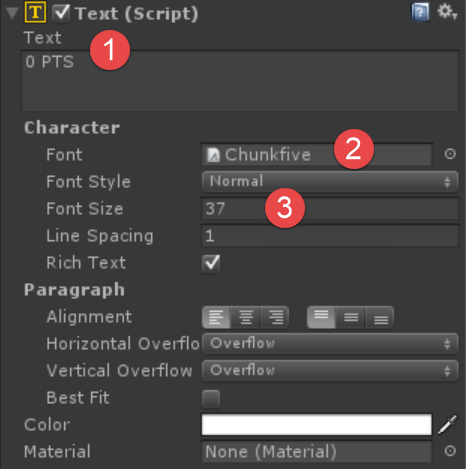 Text (Script)
Text
1
0 PTS
Character
Font Chunkfive 2
Font Style Normal
Font Size 37 3
Line Spacing 1
Rich Text
Paragraph
Alignment
Horizontal Overflo Overflow
Vertical Overflow Overflow
Best Fit
Color
Material None (Material)